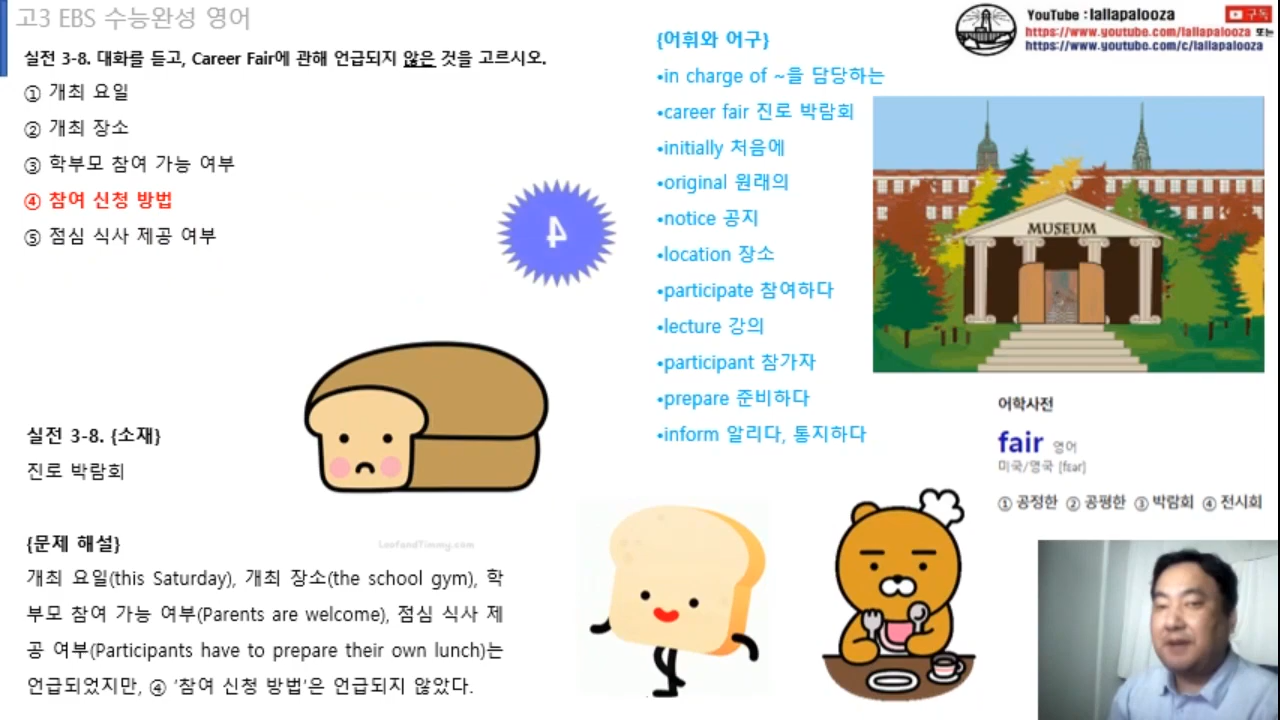 고3 EBS 수능완성 영어
실전 3-8. 대화를 듣고, Career Fair에 관해 언급되지 않은 것을 고르시오.
① 개최 요일
② 개최 장소
③ 학부모 참여 가능 여부
④ 참여 신청 방법
⑤ 점심 식사 제공 여부
4
실전 3-8. {소재}
진로 박람회
LoafandTimmy.com
{문제 해설}
개최 요일(this Saturday), 개최 장소(the school gym), 학
부모 참여 가능 여부(Parents are welcome), 점심 식사 제
공 여부(Participants have to prepare their own lunch)는
언급되었지만, ④ '참여 신청 방법'은 언급되지 않았다.
{어휘와 어구}
•in charge of ~을 담당하는
•career fair 진로 박람회
•initially 처음에
•original 원래의
•notice 공지
•location 장소
•participate 참여하다
•lecture 강의
•participant 참가자
•prepare 준비하다
•inform 알리다, 통지하다
YouTube : lallapalooza 구독
https://www.youtube.com/lallapalooza 또는
https://www.youtube.com/c/lallapalooza
MUSEUM
어학사전
fair 영어
미국/영국 [fɛər]
① 공정한 ② 공평한 ③ 박람회 ④ 전시회